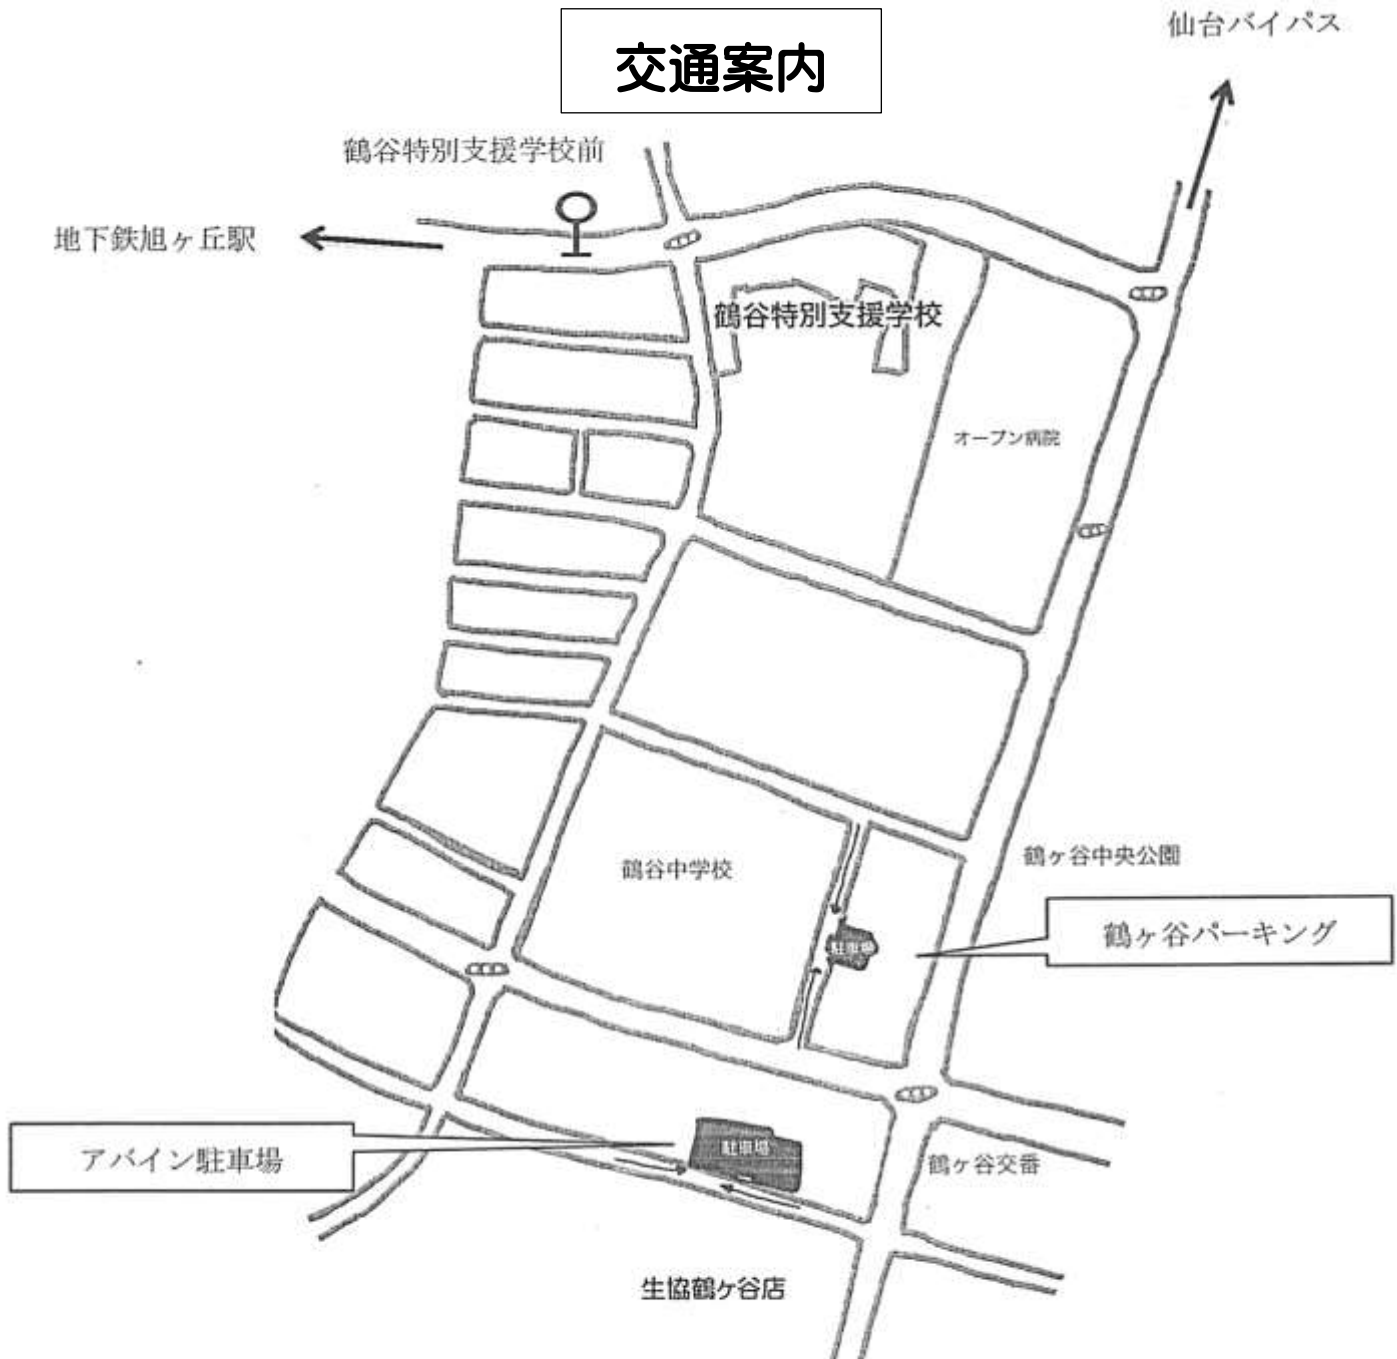 仙台バイパス
交通案内
鶴谷特別支援学校前
地下鉄旭ヶ丘駅
鶴谷特別支援学校
オープン病院
鶴ヶ谷中央公園
鶴谷中学校
鶴ヶ谷パーキング
駐車場
アバイン駐車場
駐車場
鶴ヶ谷交番
生協鶴ヶ谷店